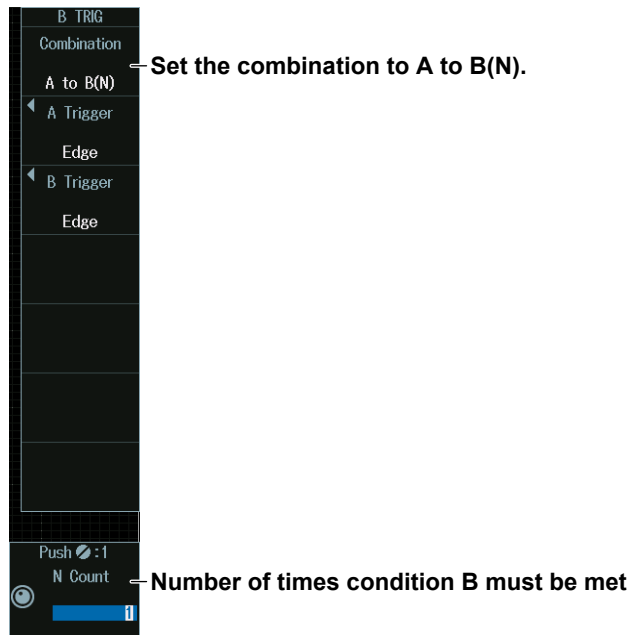 B TRIG
Combination
Set the combination to A to B(N).
A to B(N)
A Trigger
Edge
B Trigger
Edge
Push :1
N Count
Number of times condition B must be met
1